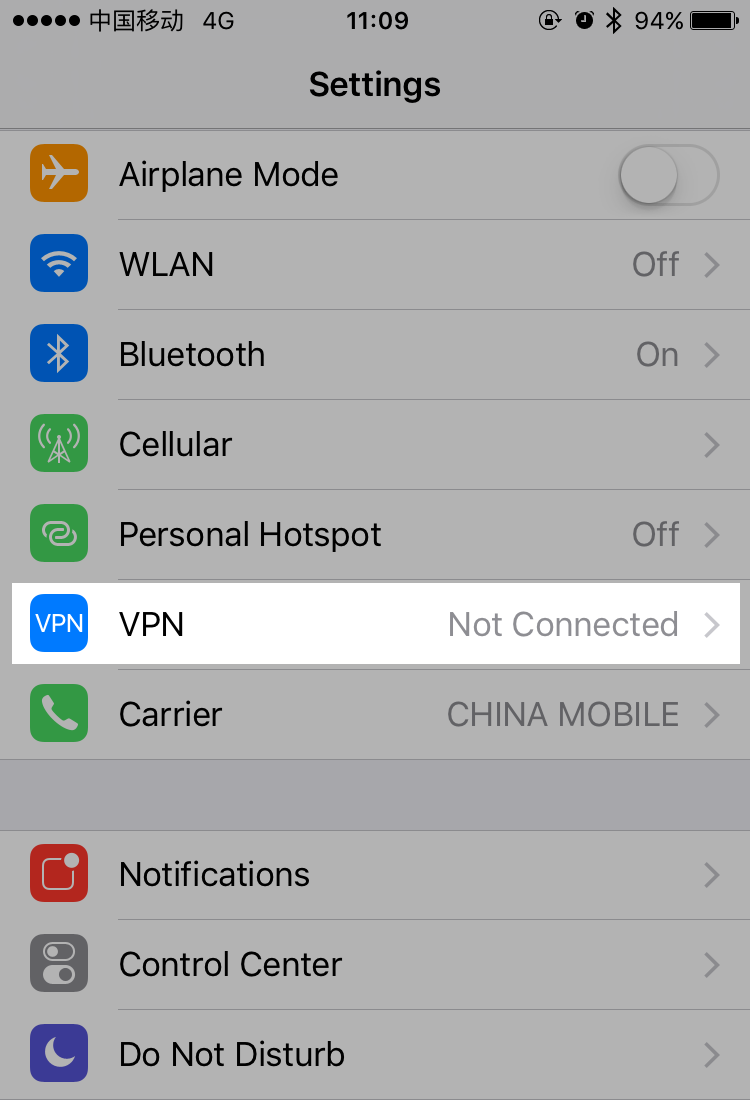 中国移动 4G 11:09 94%
Settings
Airplane Mode
WLAN Off
Bluetooth On
Cellular
Personal Hotspot Off
VPN VPN Not Connected
Carrier CHINA MOBILE
Notifications
Control Center
Do Not Disturb